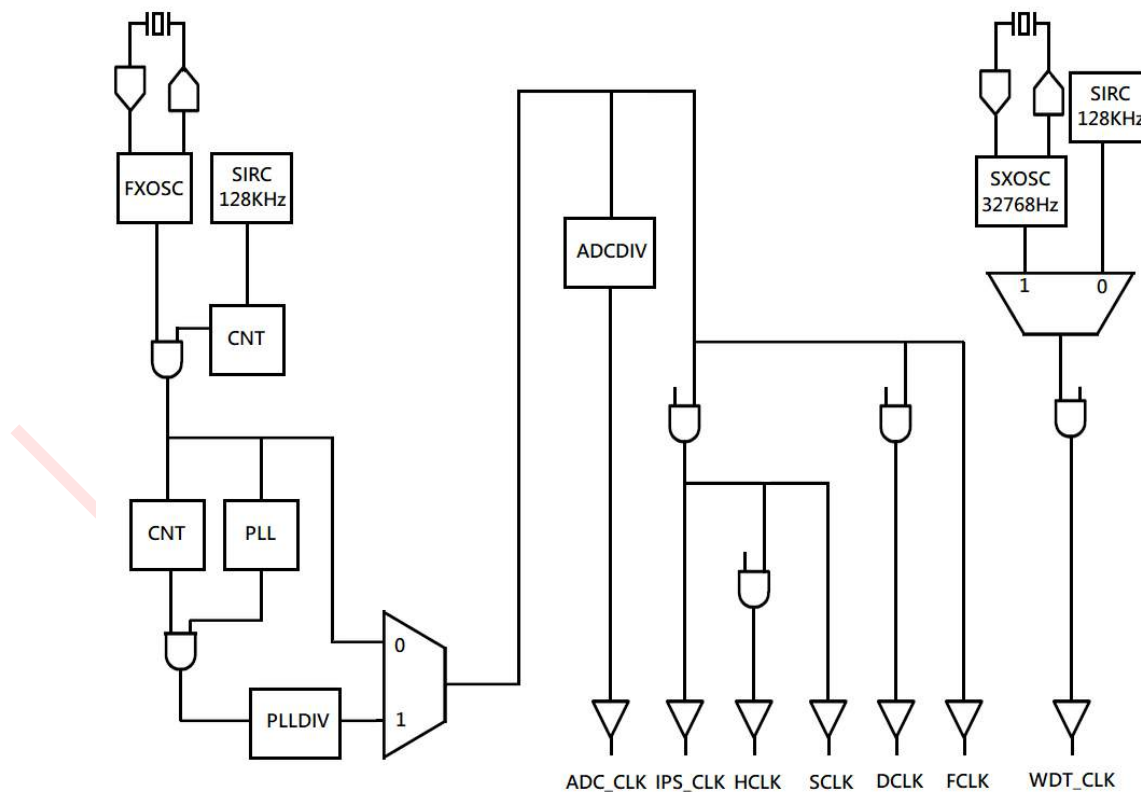 FXOSC
SIRC
128KHz
SXOSC
32768Hz
SIRC
128KHz
ADCDIV
1
0
CNT
CNT
PLL
0
1
PLLDIV
ADC_CLK IPS_CLK HCLK SCLK DCLK FCLK WDT_CLK